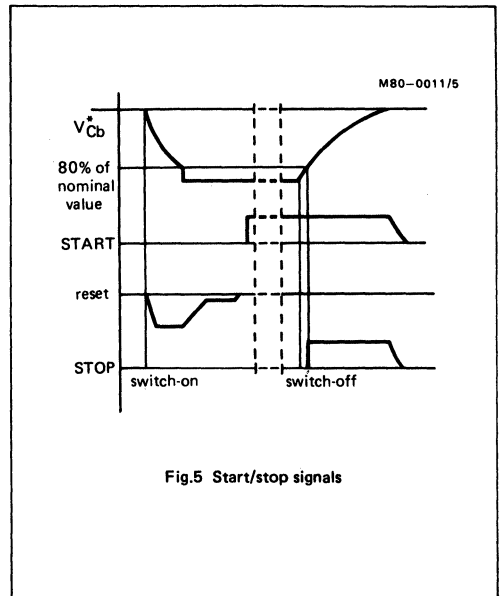 M80-0011/5
V*Cb
80% of
nominal
value
START
reset
STOP
switch-on
switch-off
Fig.5 Start/stop signals